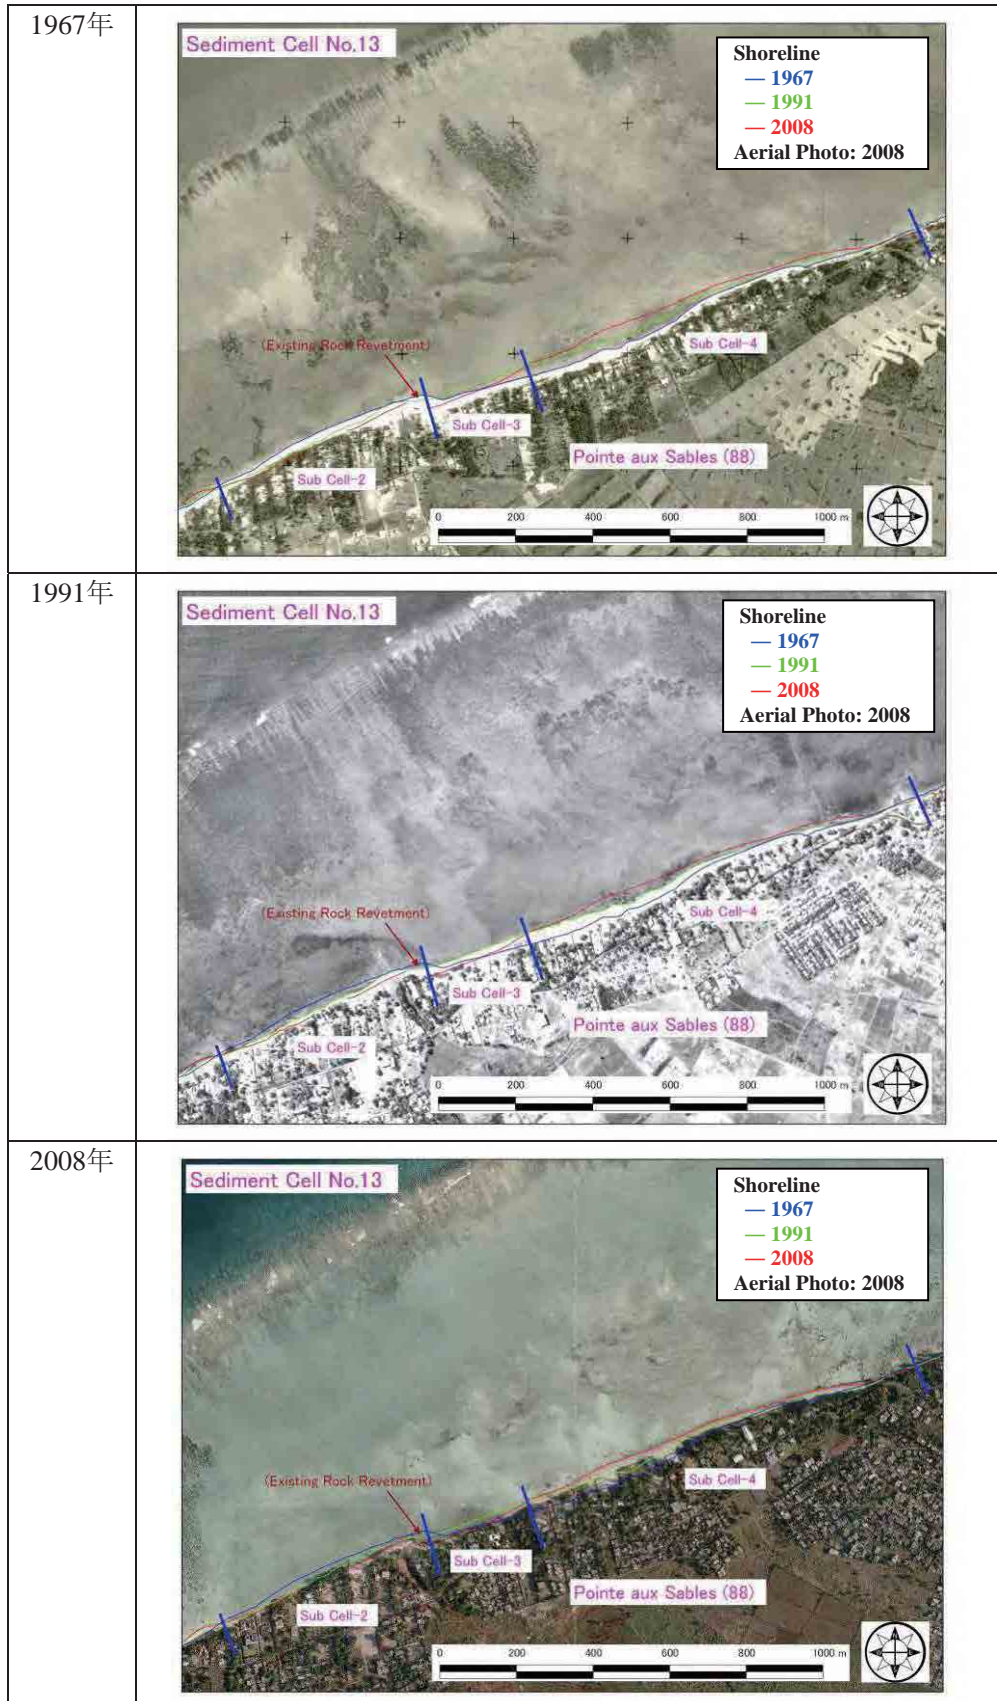 1967年
Sediment Cell No.13
Shoreline
— 1967
— 1991
— 2008
Aerial Photo: 2008
(Existing Rock Revetment)
Sub Cell-4
Sub Cell-3
Sub Cell-2
Pointe aux Sables (88)
0 200 400 600 800 1000 m
1991年
Sediment Cell No.13
Shoreline
— 1967
— 1991
— 2008
Aerial Photo: 2008
(Existing Rock Revetment)
Sub Cell-4
Sub Cell-3
Sub Cell-2
Pointe aux Sables (88)
0 200 400 600 800 1000 m
2008年
Sediment Cell No.13
Shoreline
— 1967
— 1991
— 2008
Aerial Photo: 2008
(Existing Rock Revetment)
Sub Cell-4
Sub Cell-3
Sub Cell-2
Pointe aux Sables (88)
0 200 400 600 800 1000 m